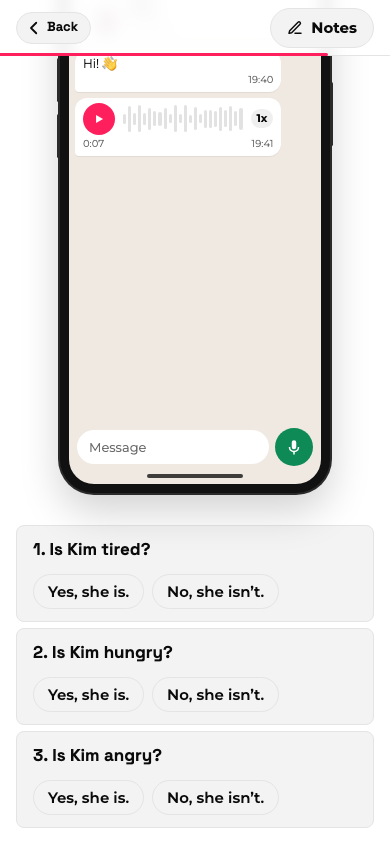 Back
Notes
Hi! 👋
19:40
1x
0:07
19:41
Message
1. Is Kim tired?
Yes, she is.
No, she isn't.
2. Is Kim hungry?
Yes, she is.
No, she isn't.
3. Is Kim angry?
Yes, she is.
No, she isn't.